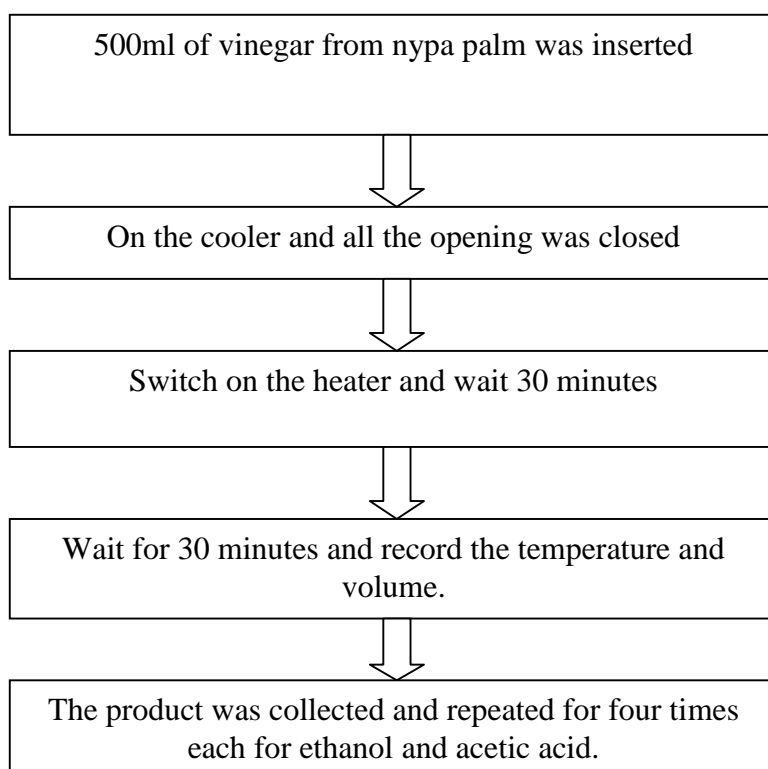 500ml of vinegar from nypa palm was inserted
On the cooler and all the opening was closed
Switch on the heater and wait 30 minutes
Wait for 30 minutes and record the temperature and
volume.
The product was collected and repeated for four times
each for ethanol and acetic acid.